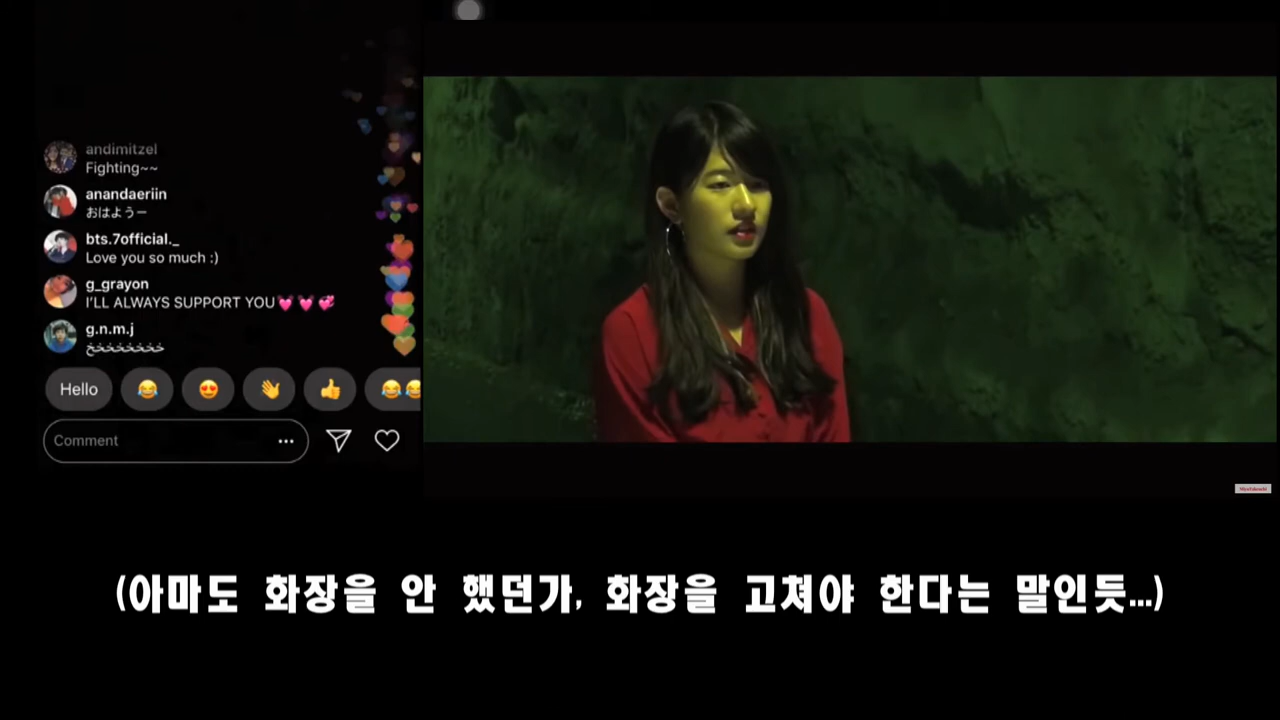 andimitzel
Fighting~~
anandaeriin
おはようー
bts.7official._
Love you so much :)
g_grayon
I'LL ALWAYS SUPPORT YOU💓 💓 💞
g.n.m.j
خخخخخخخ
Hello 😂 😍 👋 👍 😂😂
Comment ...
(아마도 화장을 안 했던가, 화장을 고쳐야 한다는 말인듯...)